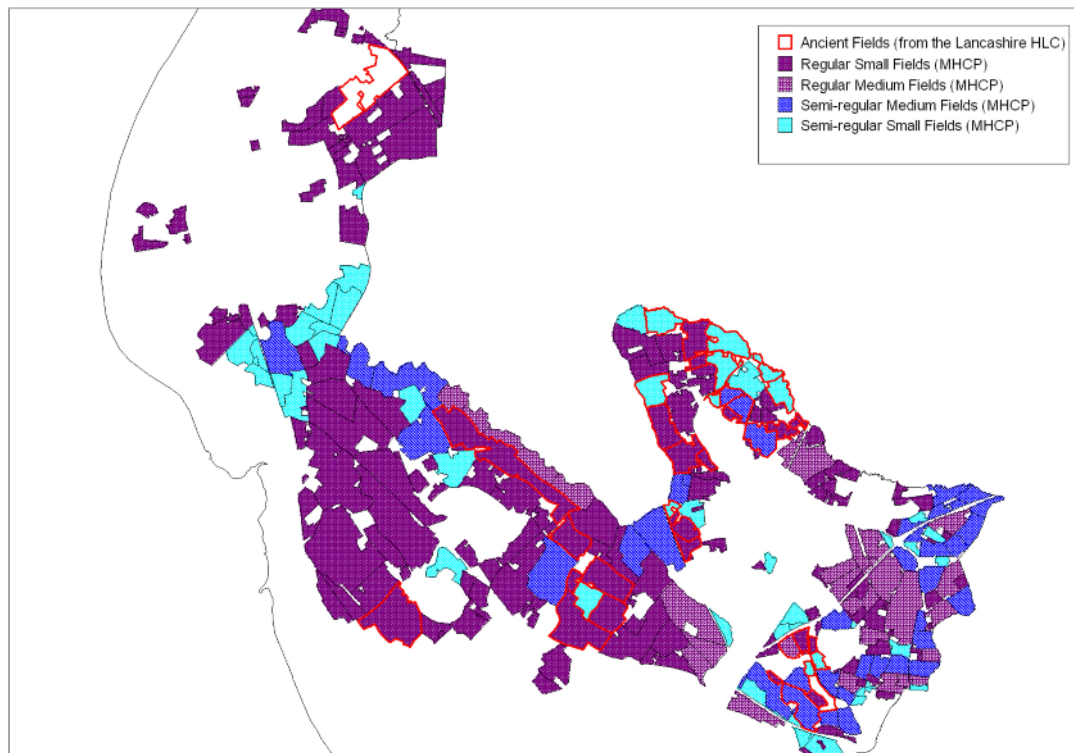 Ancient Fields (from the Lancashire HLC)
Regular Small Fields (MHCP)
Regular Medium Fields (MHCP)
Semi-regular Medium Fields (MHCP)
Semi-regular Small Fields (MHCP)